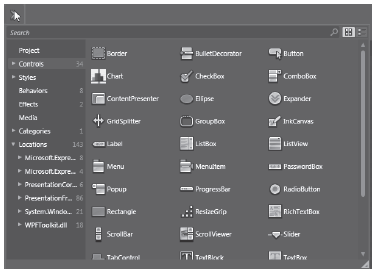 Search
Project
Controls 54
Styles
Behaviors 8
Effects 2
Media
Categories 1
Locations 143
Microsoft.Expre... 8
Microsoft.Expre... 4
PresentationCor... 6
PresentationFr... 86
System.Windo... 21
WPFToolkit.dll 18
Border BulletDecorator Button
Chart CheckBox ComboBox
ContentPresenter Ellipse Expander
GridSplitter GroupBox InkCanvas
Label ListBox ListView
Menu MenuItem PasswordBox
Popup ProgressBar RadioButton
Rectangle ResizeGrip RichTextBox
ScrollBar ScrollViewer Slider
TabControl TextBlock TextBox